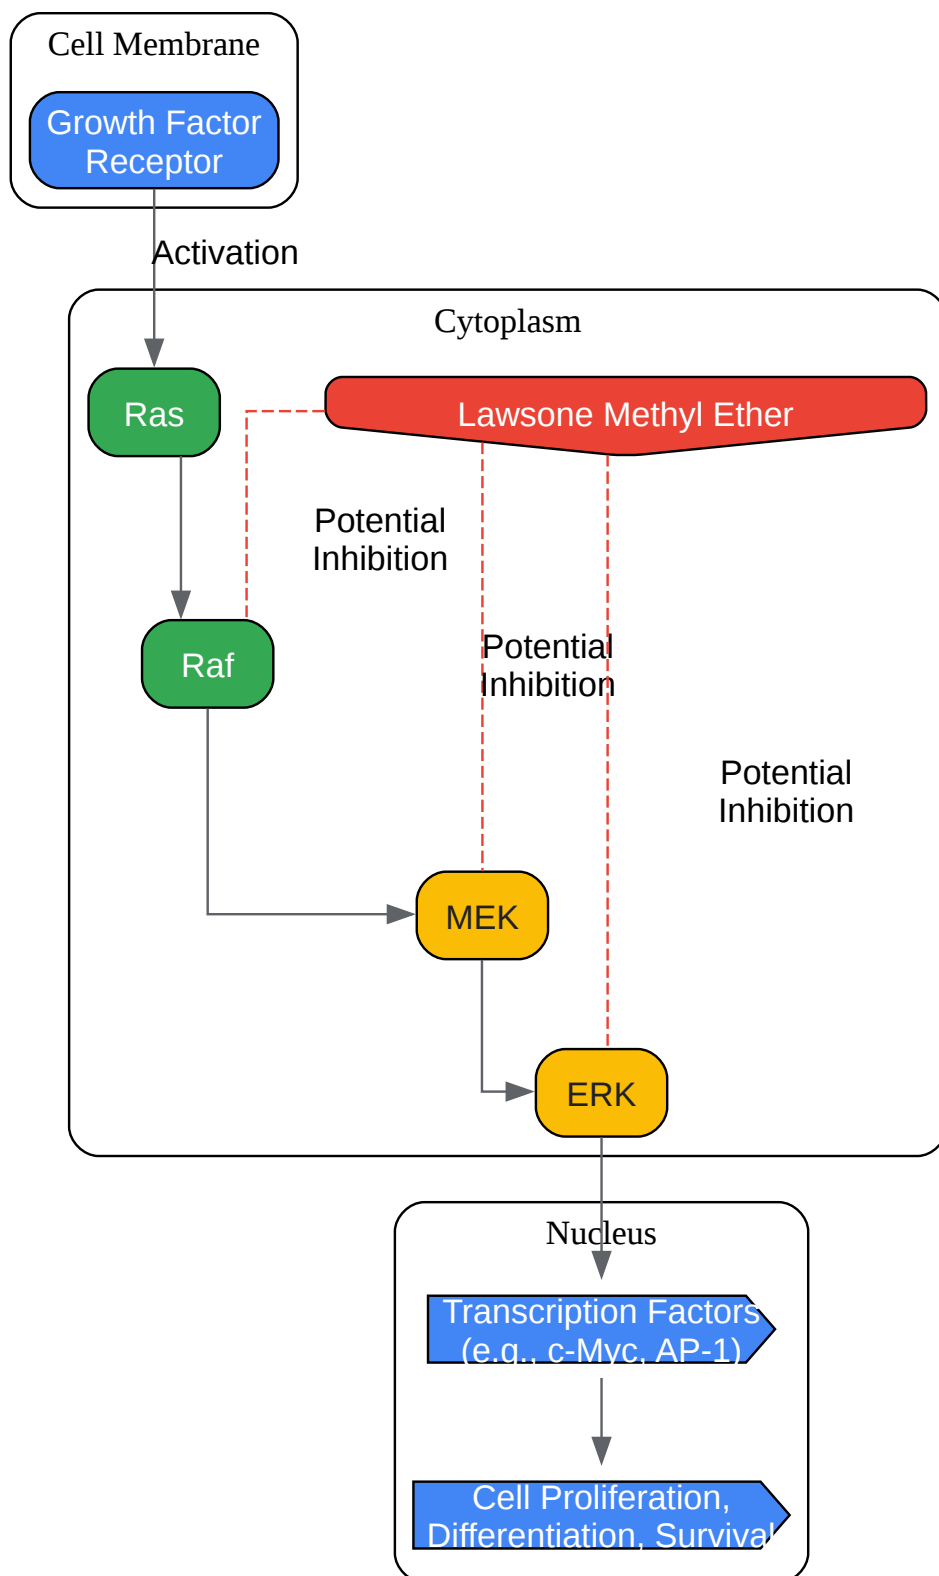 Cell Membrane
Growth Factor
Receptor
Activation
Cytoplasm
Ras
Lawsone Methyl Ether
Potential
Inhibition
Potential
Inhibition
Raf
Potential
Inhibition
MEK
ERK
Nucleus
Transcription Factors
(e.g., c-Myc, AP-1)
Cell Proliferation,
Differentiation, Survival